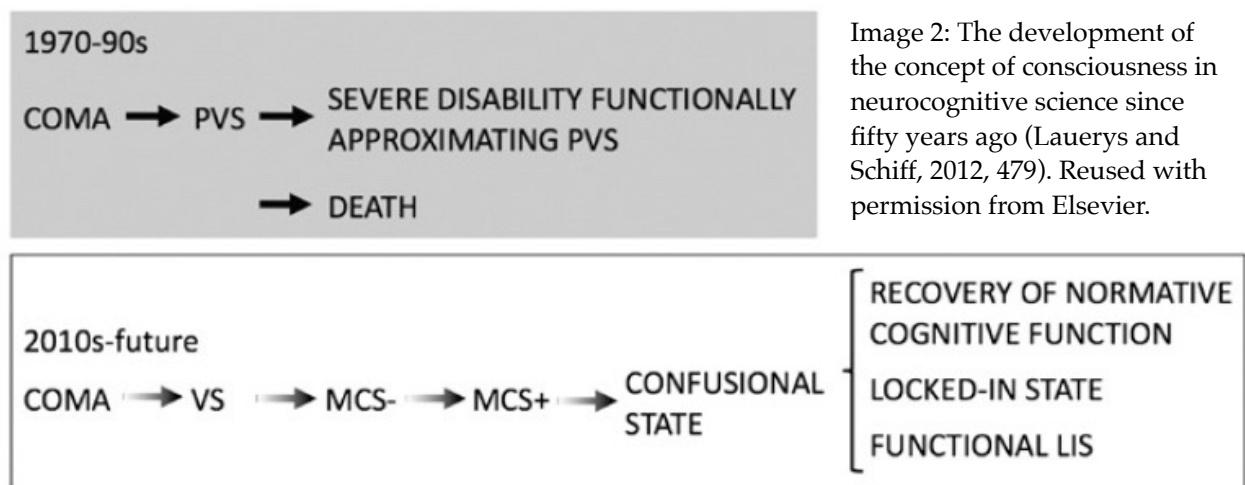 1970-90s
COMA PVS SEVERE DISABILITY FUNCTIONALLY
APPROXIMATING PVS
DEATH
Image 2: The development of
the concept of consciousness in
neurocognitive science since
fifty years ago (Lauerys and
Schiff, 2012, 479). Reused with
permission from Elsevier.
2010s-future
COMA VS MCS- MCS+ CONFUSIONAL
STATE
RECOVERY OF NORMATIVE
COGNITIVE FUNCTION
LOCKED-IN STATE
FUNCTIONAL LIS